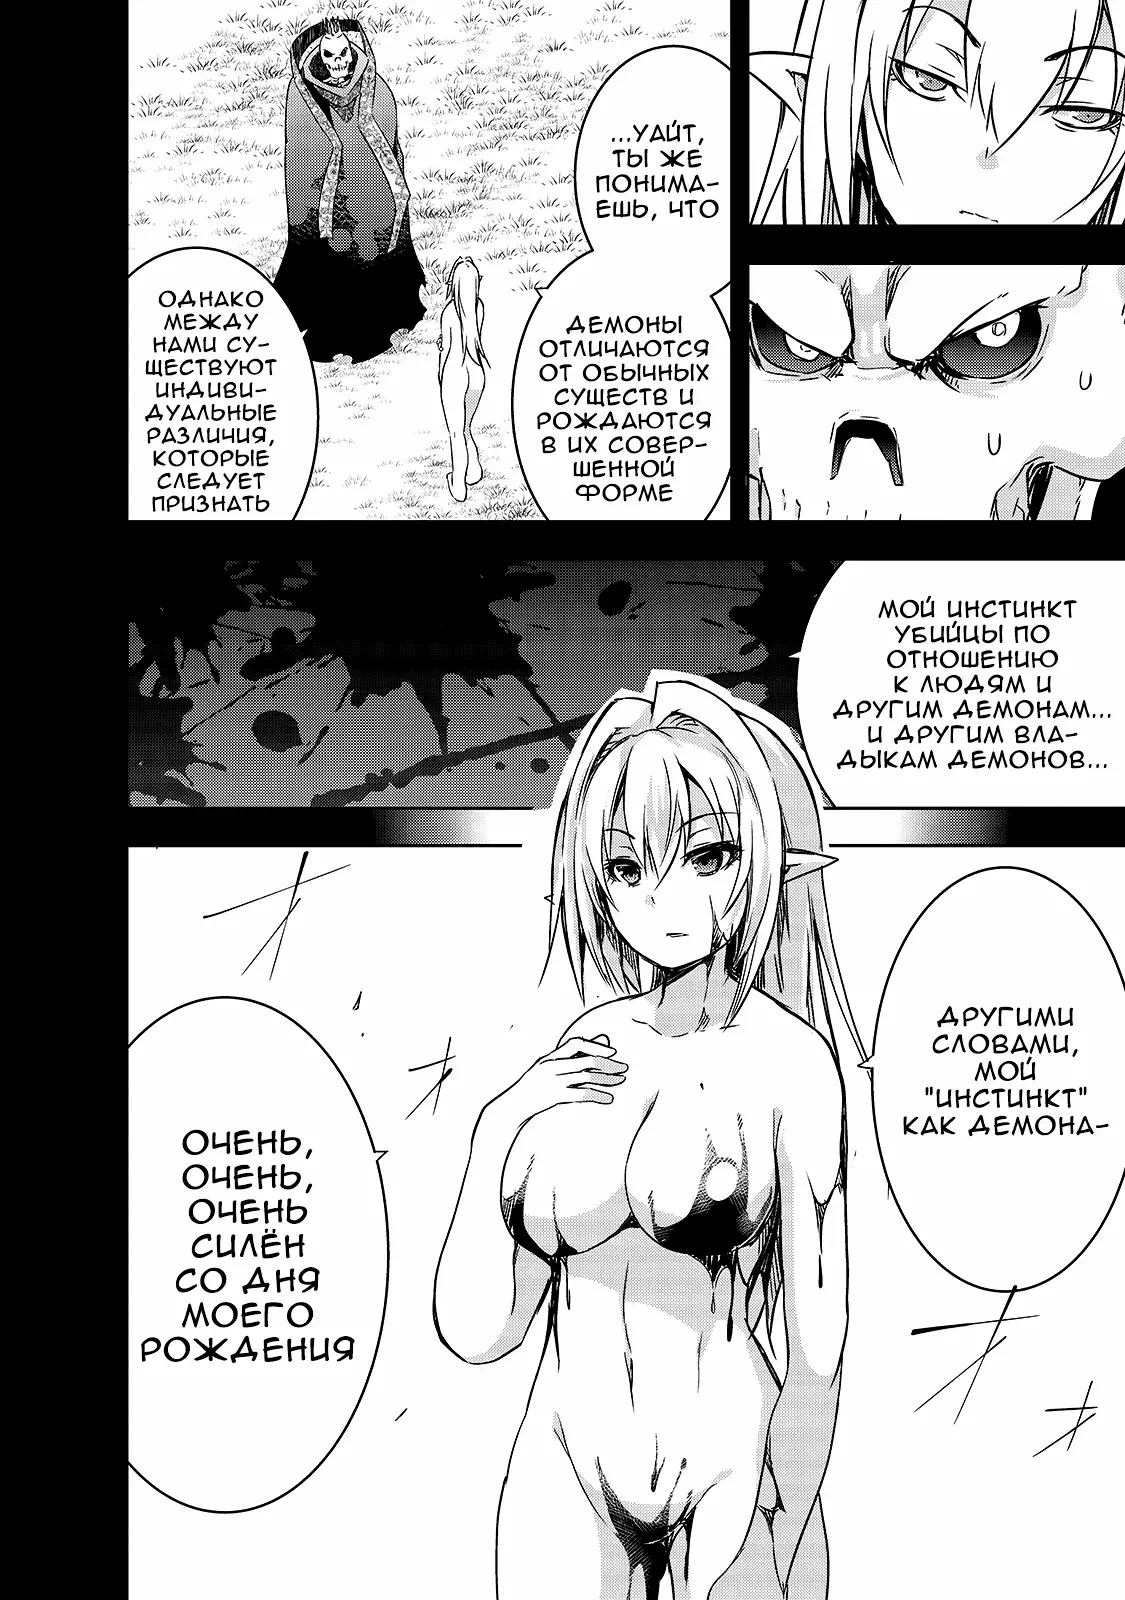 ...УАЙТ,
ТЫ ЖЕ
ПОНИМА-
ЕШЬ, ЧТО
ДЕМОНЫ
ОТЛИЧАЮТСЯ
ОТ ОБЫЧНЫХ
СУЩЕСТВ И
РОЖДАЮТСЯ
В ИХ СОВЕР-
ШЕННОЙ
ФОРМЕ
ОДНАКО
МЕЖДУ
НАМИ СУ-
ЩЕСТВУЮТ
ИНДИВИ-
ДУАЛЬНЫЕ
РАЗЛИЧИЯ,
КОТОРЫЕ
СЛЕДУЕТ
ПРИЗНАТЬ
МОЙ ИНСТИНКТ
УБИЙЦЫ ПО
ОТНОШЕНИЮ
К ЛЮДЯМ И
ДРУГИМ ДЕМОНАМ...
И ДРУГИМ ВЛА-
ДЫКАМ ДЕМОНОВ...
ДРУГИМИ
СЛОВАМИ,
МОЙ
"ИНСТИНКТ"
КАК ДЕМОНА-
ОЧЕНЬ,
ОЧЕНЬ,
ОЧЕНЬ
СИЛЁН
СО ДНЯ
МОЕГО
РОЖДЕНИЯ